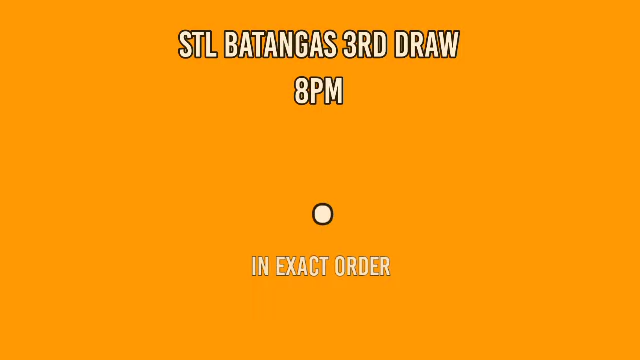 STL BATANGAS 3RD DRAW
8PM
O
IN EXACT ORDER